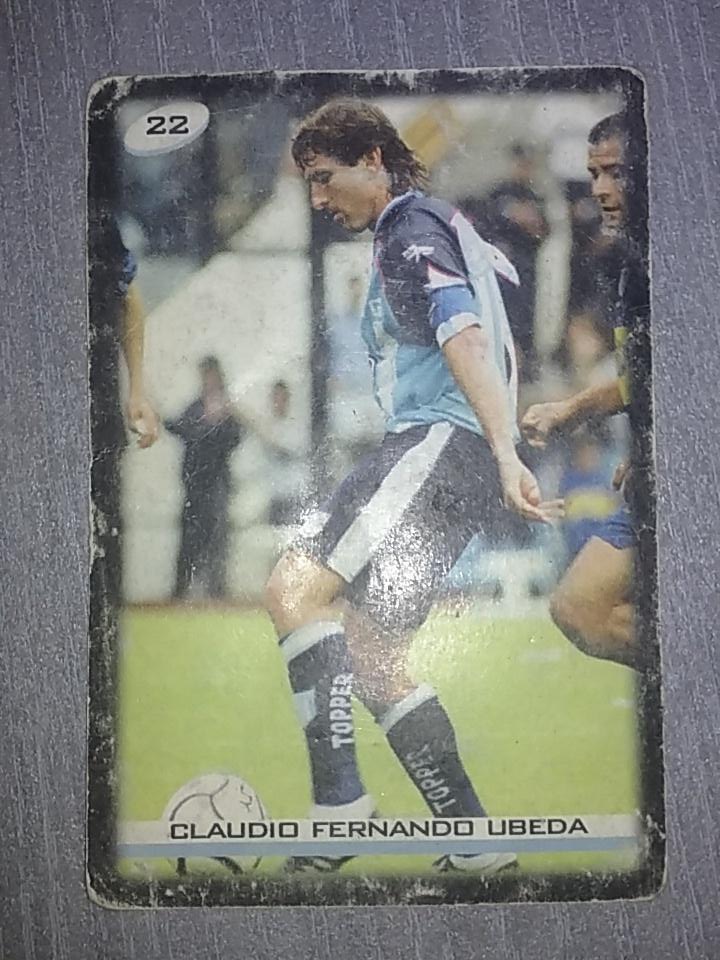 22
TOPPER
TOPPER
CLAUDIO FERNANDO UBEDA